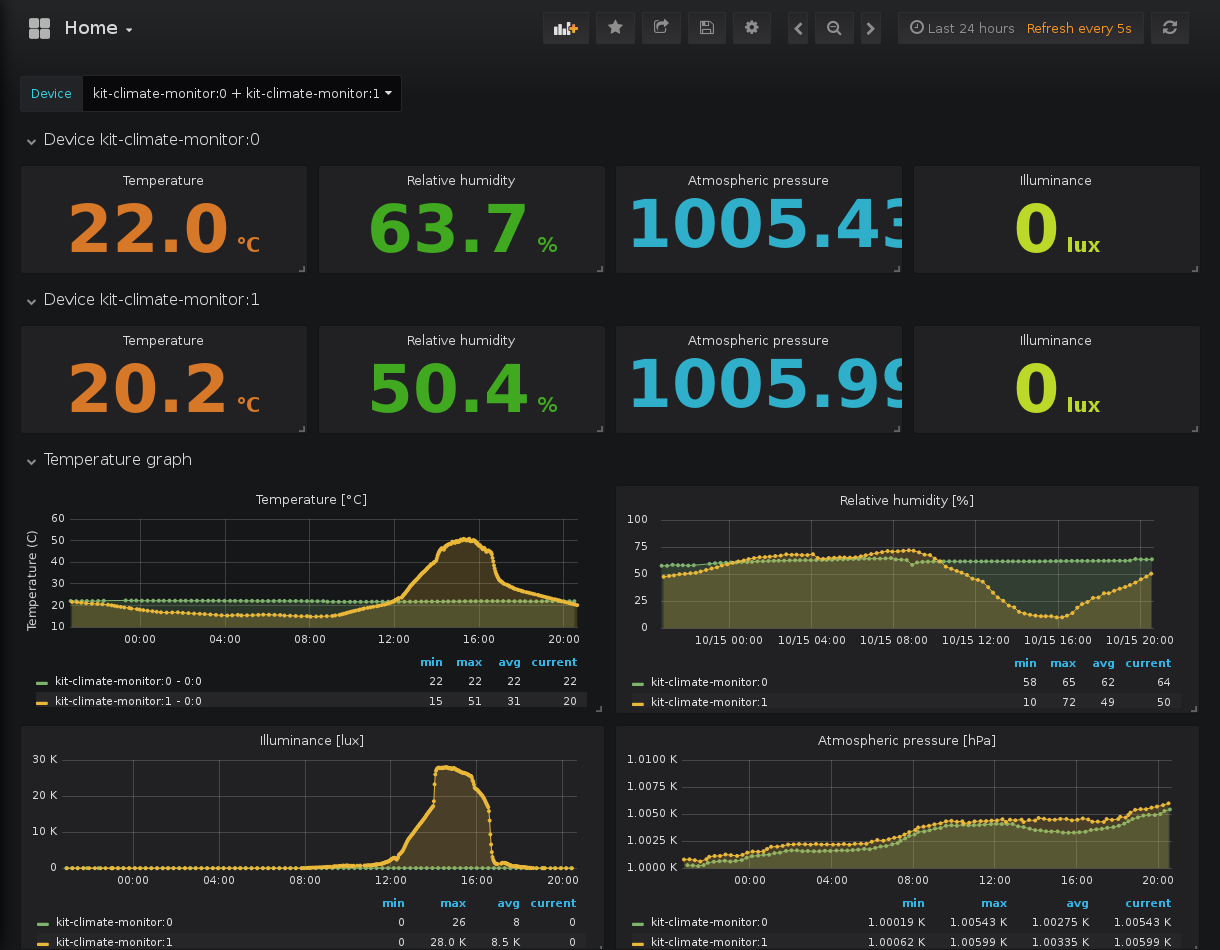 Home
Last 24 hours Refresh every 5s
Device kit-climate-monitor:0 + kit-climate-monitor:1
Device kit-climate-monitor:0
Temperature Relative humidity Atmospheric pressure Illuminance
22.0 °C 63.7 % 1005.43 0 lux
Device kit-climate-monitor:1
Temperature Relative humidity Atmospheric pressure Illuminance
20.2 °C 50.4 % 1005.99 0 lux
Temperature graph
Temperature [°C]
Temperature (C)
60
50
40
30
20
10
00:00 04:00 08:00 12:00 16:00 20:00
min max avg current
kit-climate-monitor:0 - 0:0 22 22 22 22
kit-climate-monitor:1 - 0:0 15 51 31 20
Relative humidity [%]
100
75
50
25
0
10/15 00:00 10/15 04:00 10/15 08:00 10/15 12:00 10/15 16:00 10/15 20:00
min max avg current
kit-climate-monitor:0 58 65 62 64
kit-climate-monitor:1 10 72 49 50
Illuminance [lux]
30 K
20 K
10 K
0
00:00 04:00 08:00 12:00 16:00 20:00
min max avg current
kit-climate-monitor:0 0 26 8 0
kit-climate-monitor:1 0 28.0 K 8.5 K 0
Atmospheric pressure [hPa]
1.0100 K
1.0075 K
1.0050 K
1.0025 K
1.0000 K
00:00 04:00 08:00 12:00 16:00 20:00
min max avg current
kit-climate-monitor:0 1.00019 K 1.00543 K 1.00275 K 1.00543 K
kit-climate-monitor:1 1.00062 K 1.00599 K 1.00335 K 1.00599 K